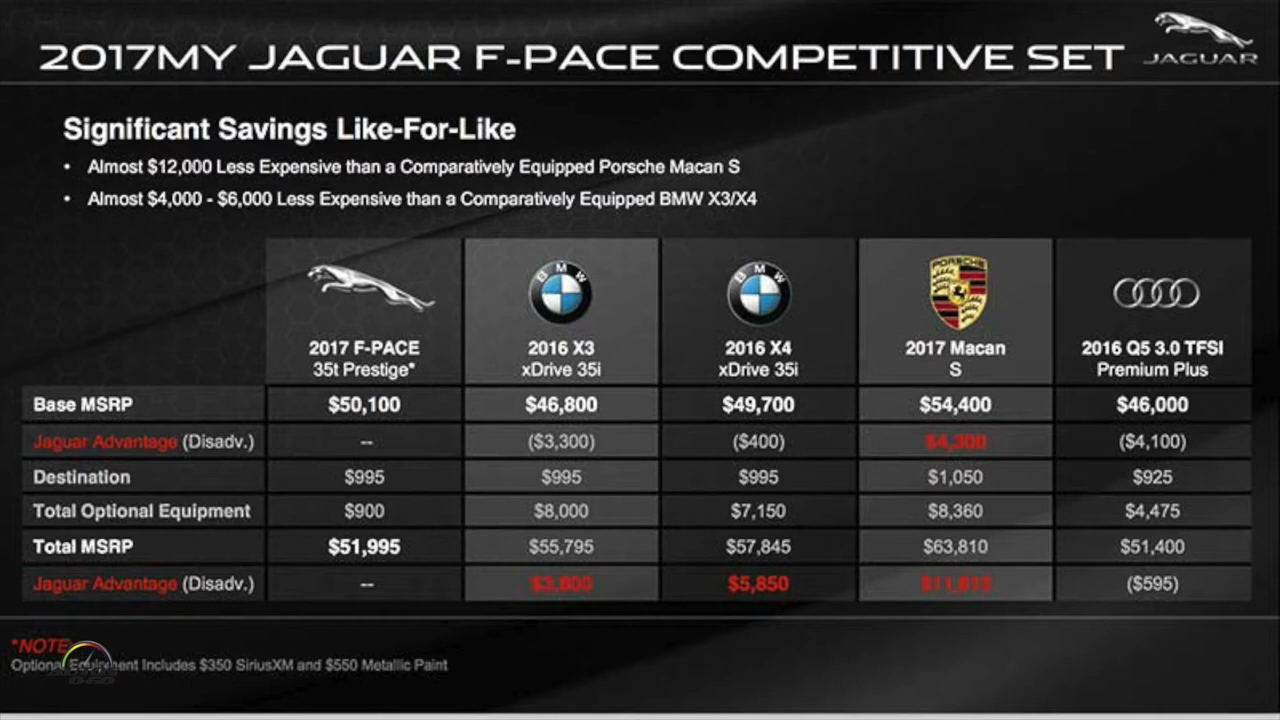 2017MY JAGUAR F-PACE COMPETITIVE SET
JAGUAR
Significant Savings Like-For-Like
• Almost $12,000 Less Expensive than a Comparatively Equipped Porsche Macan S
• Almost $4,000 - $6,000 Less Expensive than a Comparatively Equipped BMW X3/X4
BMW BMW PORSCHE
2017 F-PACE 2016 X3 2016 X4 2017 Macan 2016 Q5 3.0 TFSI
35t Prestige* xDrive 35i xDrive 35i S Premium Plus
Base MSRP $50,100 $46,800 $49,700 $54,400 $46,000
Jaguar Advantage (Disadv.) -- ($3,300) ($400) $4,300 ($4,100)
Destination $995 $995 $995 $1,050 $925
Total Optional Equipment $900 $8,000 $7,150 $8,360 $4,475
Total MSRP $51,995 $55,795 $57,845 $63,810 $51,400
Jaguar Advantage (Disadv.) -- $5,850 ($595)
*NOTE
Optional Equipment Includes $350 SiriusXM and $550 Metallic Paint